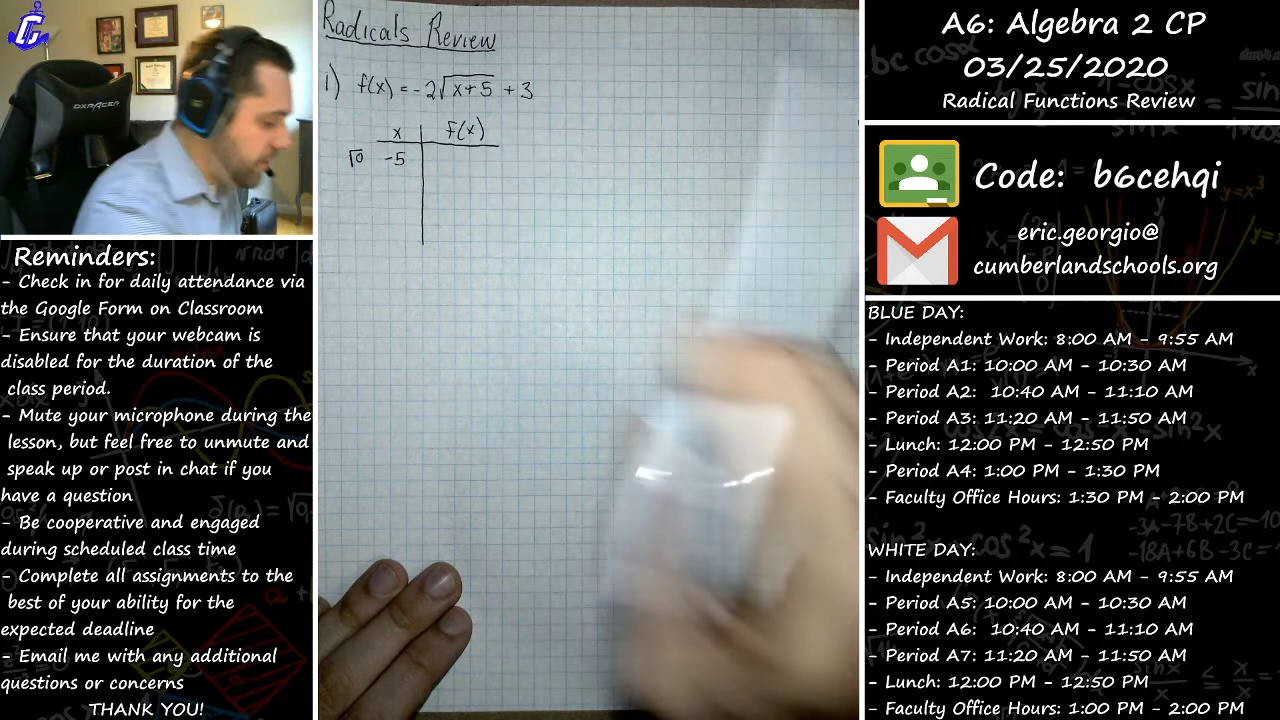 G
DXRACER
Radicals Review
1) f(x) = -2√x+5 + 3
x f(x)
√0 -5
A6: Algebra 2 CP
03/25/2020
Radical Functions Review
Code: b6cehqi
eric.georgio@
cumberlandschools.org
Reminders:
- Check in for daily attendance via
the Google Form on Classroom
- Ensure that your webcam is
disabled for the duration of the
class period.
- Mute your microphone during the
lesson, but feel free to unmute and
speak up or post in chat if you
have a question
- Be cooperative and engaged
during scheduled class time
- Complete all assignments to the
best of your ability for the
expected deadline
- Email me with any additional
questions or concerns
THANK YOU!
BLUE DAY:
- Independent Work: 8:00 AM - 9:55 AM
- Period A1: 10:00 AM - 10:30 AM
- Period A2: 10:40 AM - 11:10 AM
- Period A3: 11:20 AM - 11:50 AM
- Lunch: 12:00 PM - 12:50 PM
- Period A4: 1:00 PM - 1:30 PM
- Faculty Office Hours: 1:30 PM - 2:00 PM
WHITE DAY:
- Independent Work: 8:00 AM - 9:55 AM
- Period A5: 10:00 AM - 10:30 AM
- Period A6: 10:40 AM - 11:10 AM
- Period A7: 11:20 AM - 11:50 AM
- Lunch: 12:00 PM - 12:50 PM
- Faculty Office Hours: 1:00 PM - 2:00 PM